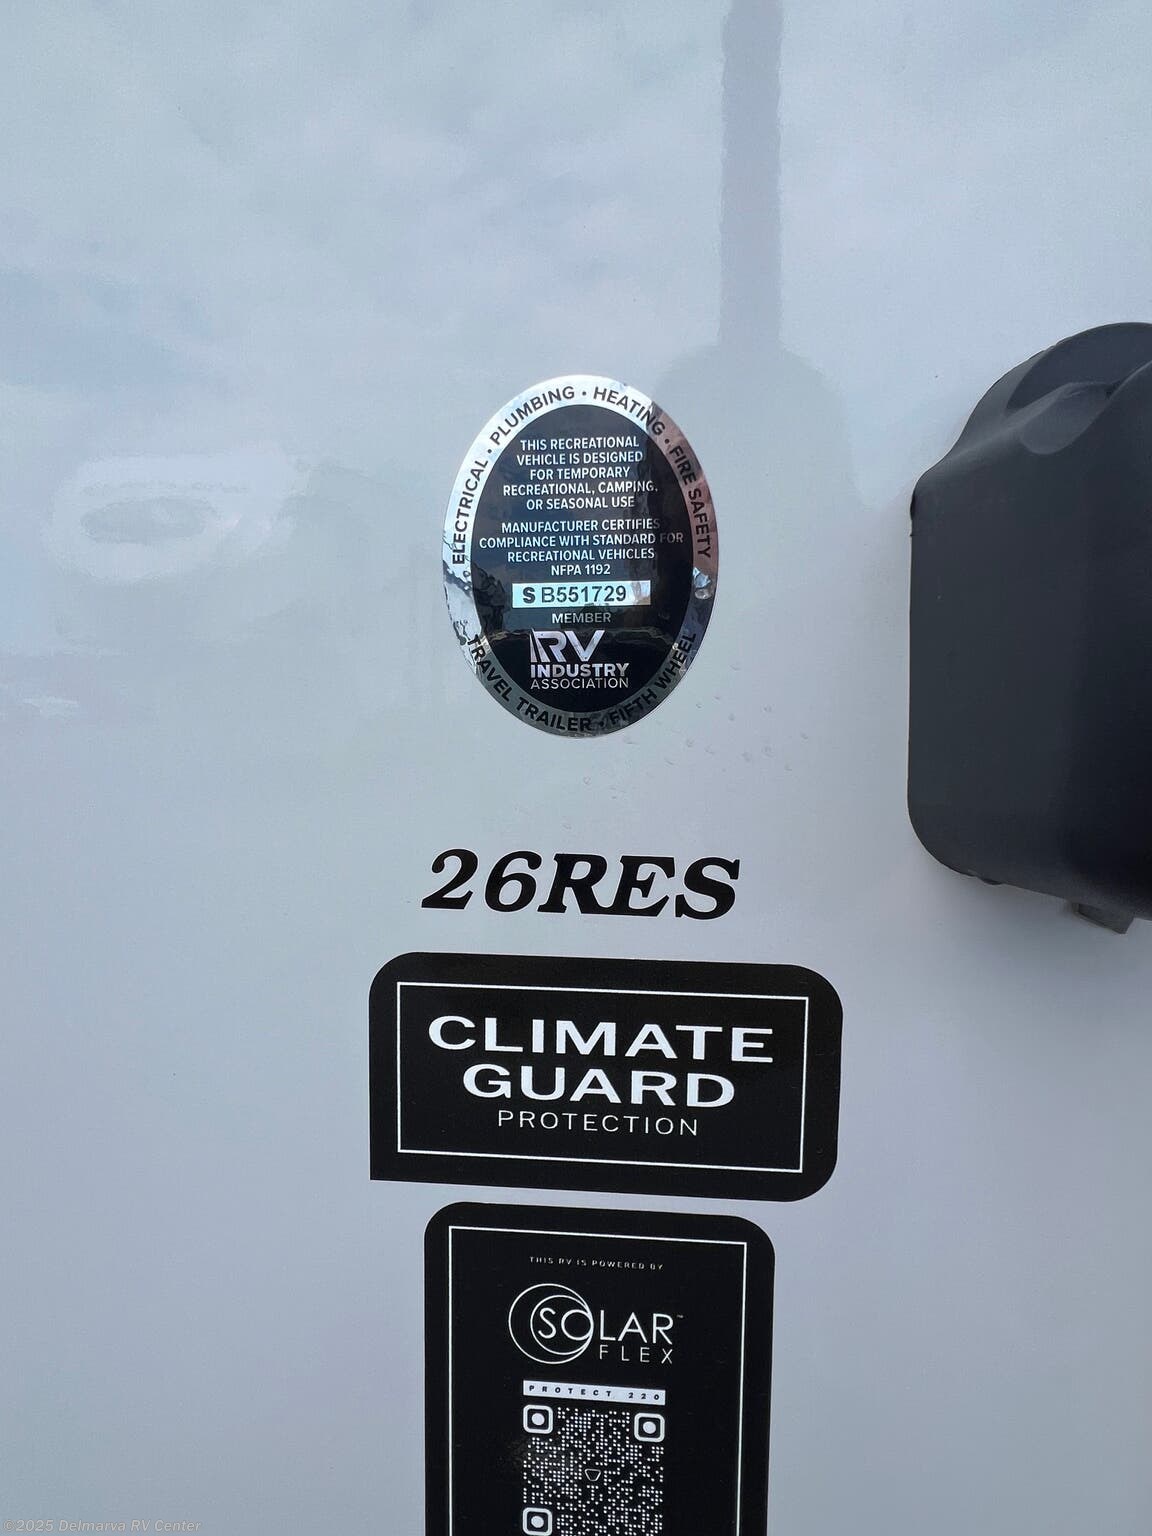 ELECTRICAL • PLUMBING • HEATING • FIRE SAFETY
THIS RECREATIONAL
VEHICLE IS DESIGNED
FOR TEMPORARY
RECREATIONAL, CAMPING,
OR SEASONAL USE
MANUFACTURER CERTIFIES
COMPLIANCE WITH STANDARD FOR
RECREATIONAL VEHICLES
NFPA 1192
S B551729
MEMBER
RV
INDUSTRY
ASSOCIATION
TRAVEL TRAILER • FIFTH WHEEL
26RES
CLIMATE
GUARD
PROTECTION
THIS RV IS POWERED BY
SOLAR™
FLEX
PROTECT 220
©2025 Delmarva RV Center